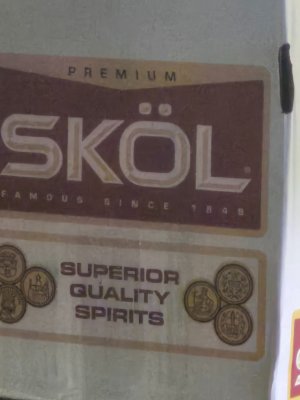 PREMIUM
SKÖL
FAMOUS SINCE
SUPERIOR
QUALITY
SPIRITS